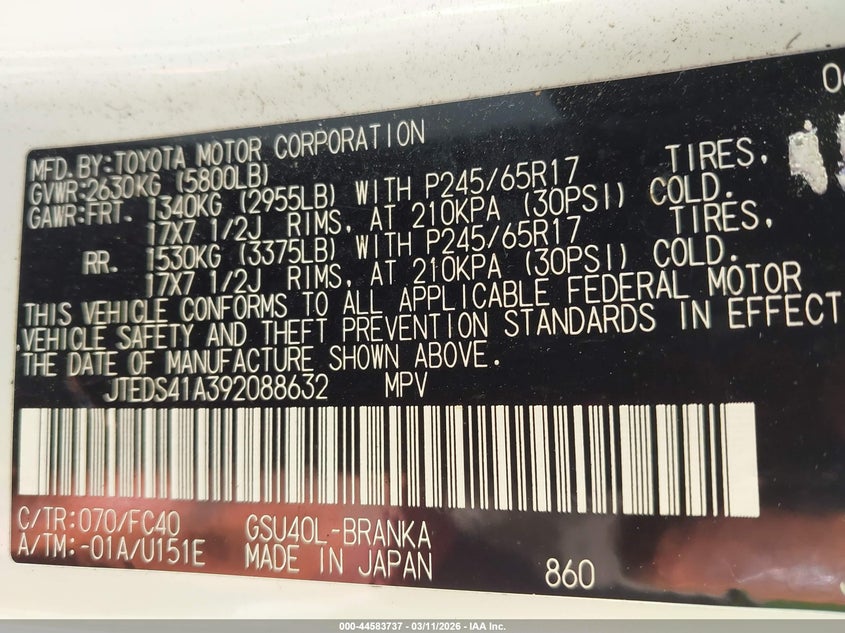 06
MFD. BY:TOYOTA MOTOR CORPORATION
GVWR:2630KG (5800LB)
GAWR:FRT. 1340KG (2955LB) WITH P245/65R17 TIRES,
17X7 1/2J RIMS, AT 210KPA (30PSI) COLD.
RR. 1530KG (3375LB) WITH P245/65R17 TIRES,
17X7 1/2J RIMS, AT 210KPA (30PSI) COLD.
THIS VEHICLE CONFORMS TO ALL APPLICABLE FEDERAL MOTOR
VEHICLE SAFETY AND THEFT PREVENTION STANDARDS IN EFFECT
THE DATE OF MANUFACTURE SHOWN ABOVE.
JTEDS41A392088632 MPV
C/TR:070/FC40 GSU40L-BRANKA
A/TM:-01A/U151E MADE IN JAPAN 860
000-44583737 - 03/11/2026 - IAA Inc.